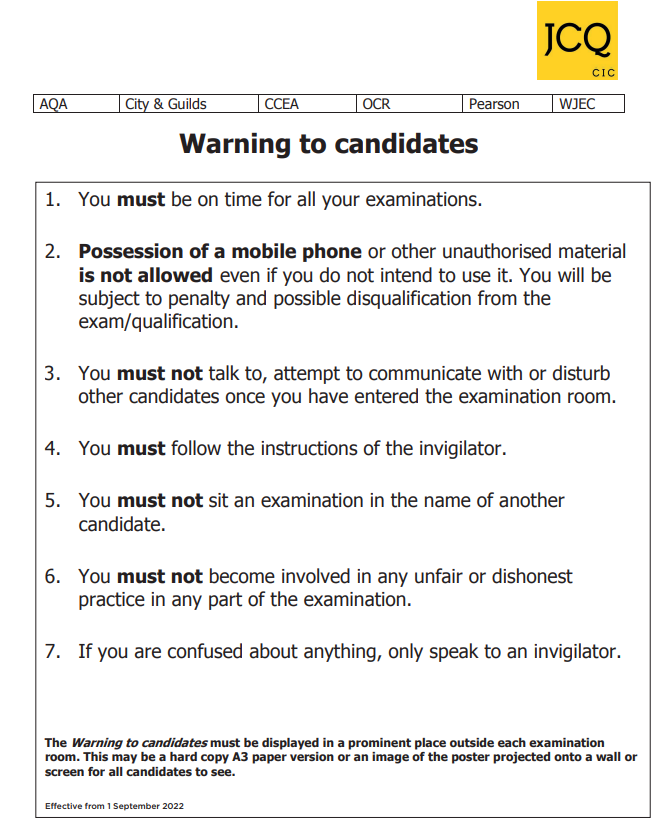 JCQ
CIC
AQA City & Guilds CCEA OCR Pearson WJEC
Warning to candidates
1. You must be on time for all your examinations.
2. Possession of a mobile phone or other unauthorised material
is not allowed even if you do not intend to use it. You will be
subject to penalty and possible disqualification from the
exam/qualification.
3. You must not talk to, attempt to communicate with or disturb
other candidates once you have entered the examination room.
4. You must follow the instructions of the invigilator.
5. You must not sit an examination in the name of another
candidate.
6. You must not become involved in any unfair or dishonest
practice in any part of the examination.
7. If you are confused about anything, only speak to an invigilator.
The Warning to candidates must be displayed in a prominent place outside each examination
room. This may be a hard copy A3 paper version or an image of the poster projected onto a wall or
screen for all candidates to see.
Effective from 1 September 2022